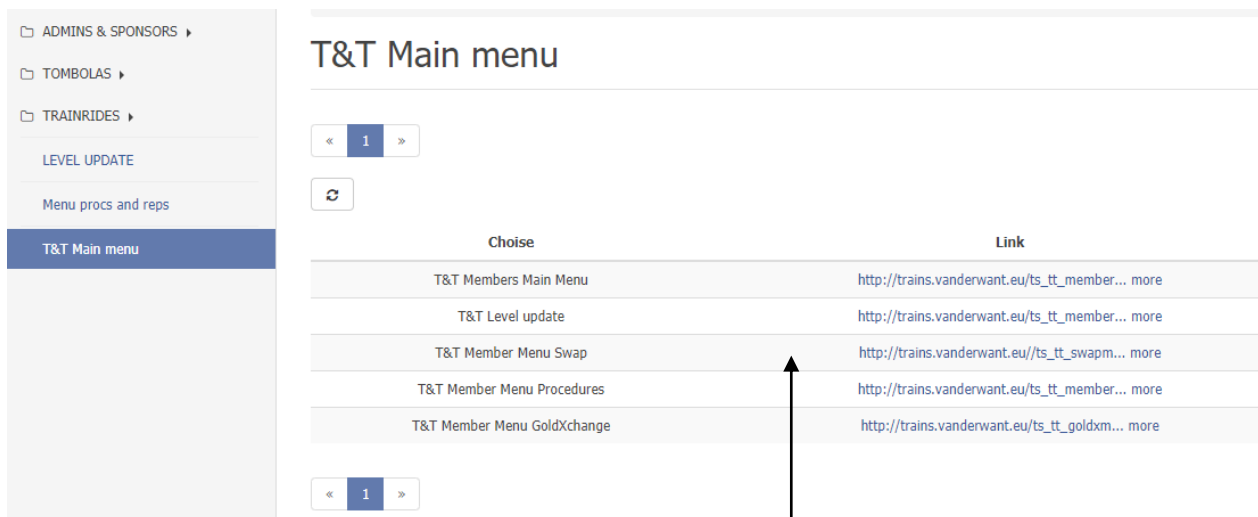 ADMINS & SPONSORS
TOMBOLAS
TRAINRIDES
LEVEL UPDATE
Menu procs and reps
T&T Main menu
T&T Main menu
« 1 »
Choise Link
T&T Members Main Menu http://trains.vanderwant.eu/ts_tt_member... more
T&T Level update http://trains.vanderwant.eu/ts_tt_member... more
T&T Member Menu Swap http://trains.vanderwant.eu//ts_tt_swapm... more
T&T Member Menu Procedures http://trains.vanderwant.eu/ts_tt_member... more
T&T Member Menu GoldXchange http://trains.vanderwant.eu/ts_tt_goldxm... more
« 1 »